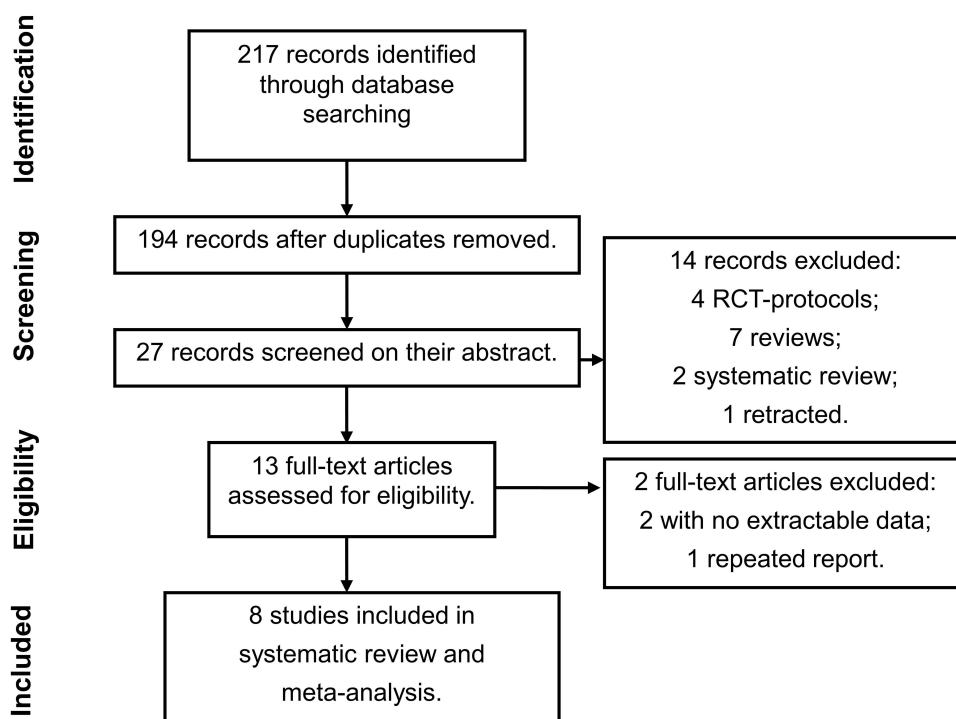 Identification
217 records identified
through database
searching
Screening
194 records after duplicates removed.
27 records screened on their abstract.
14 records excluded:
4 RCT-protocols;
7 reviews;
2 systematic review;
1 retracted.
Eligibility
13 full-text articles
assessed for eligibility.
2 full-text articles excluded:
2 with no extractable data;
1 repeated report.
Included
8 studies included in
systematic review and
meta-analysis.